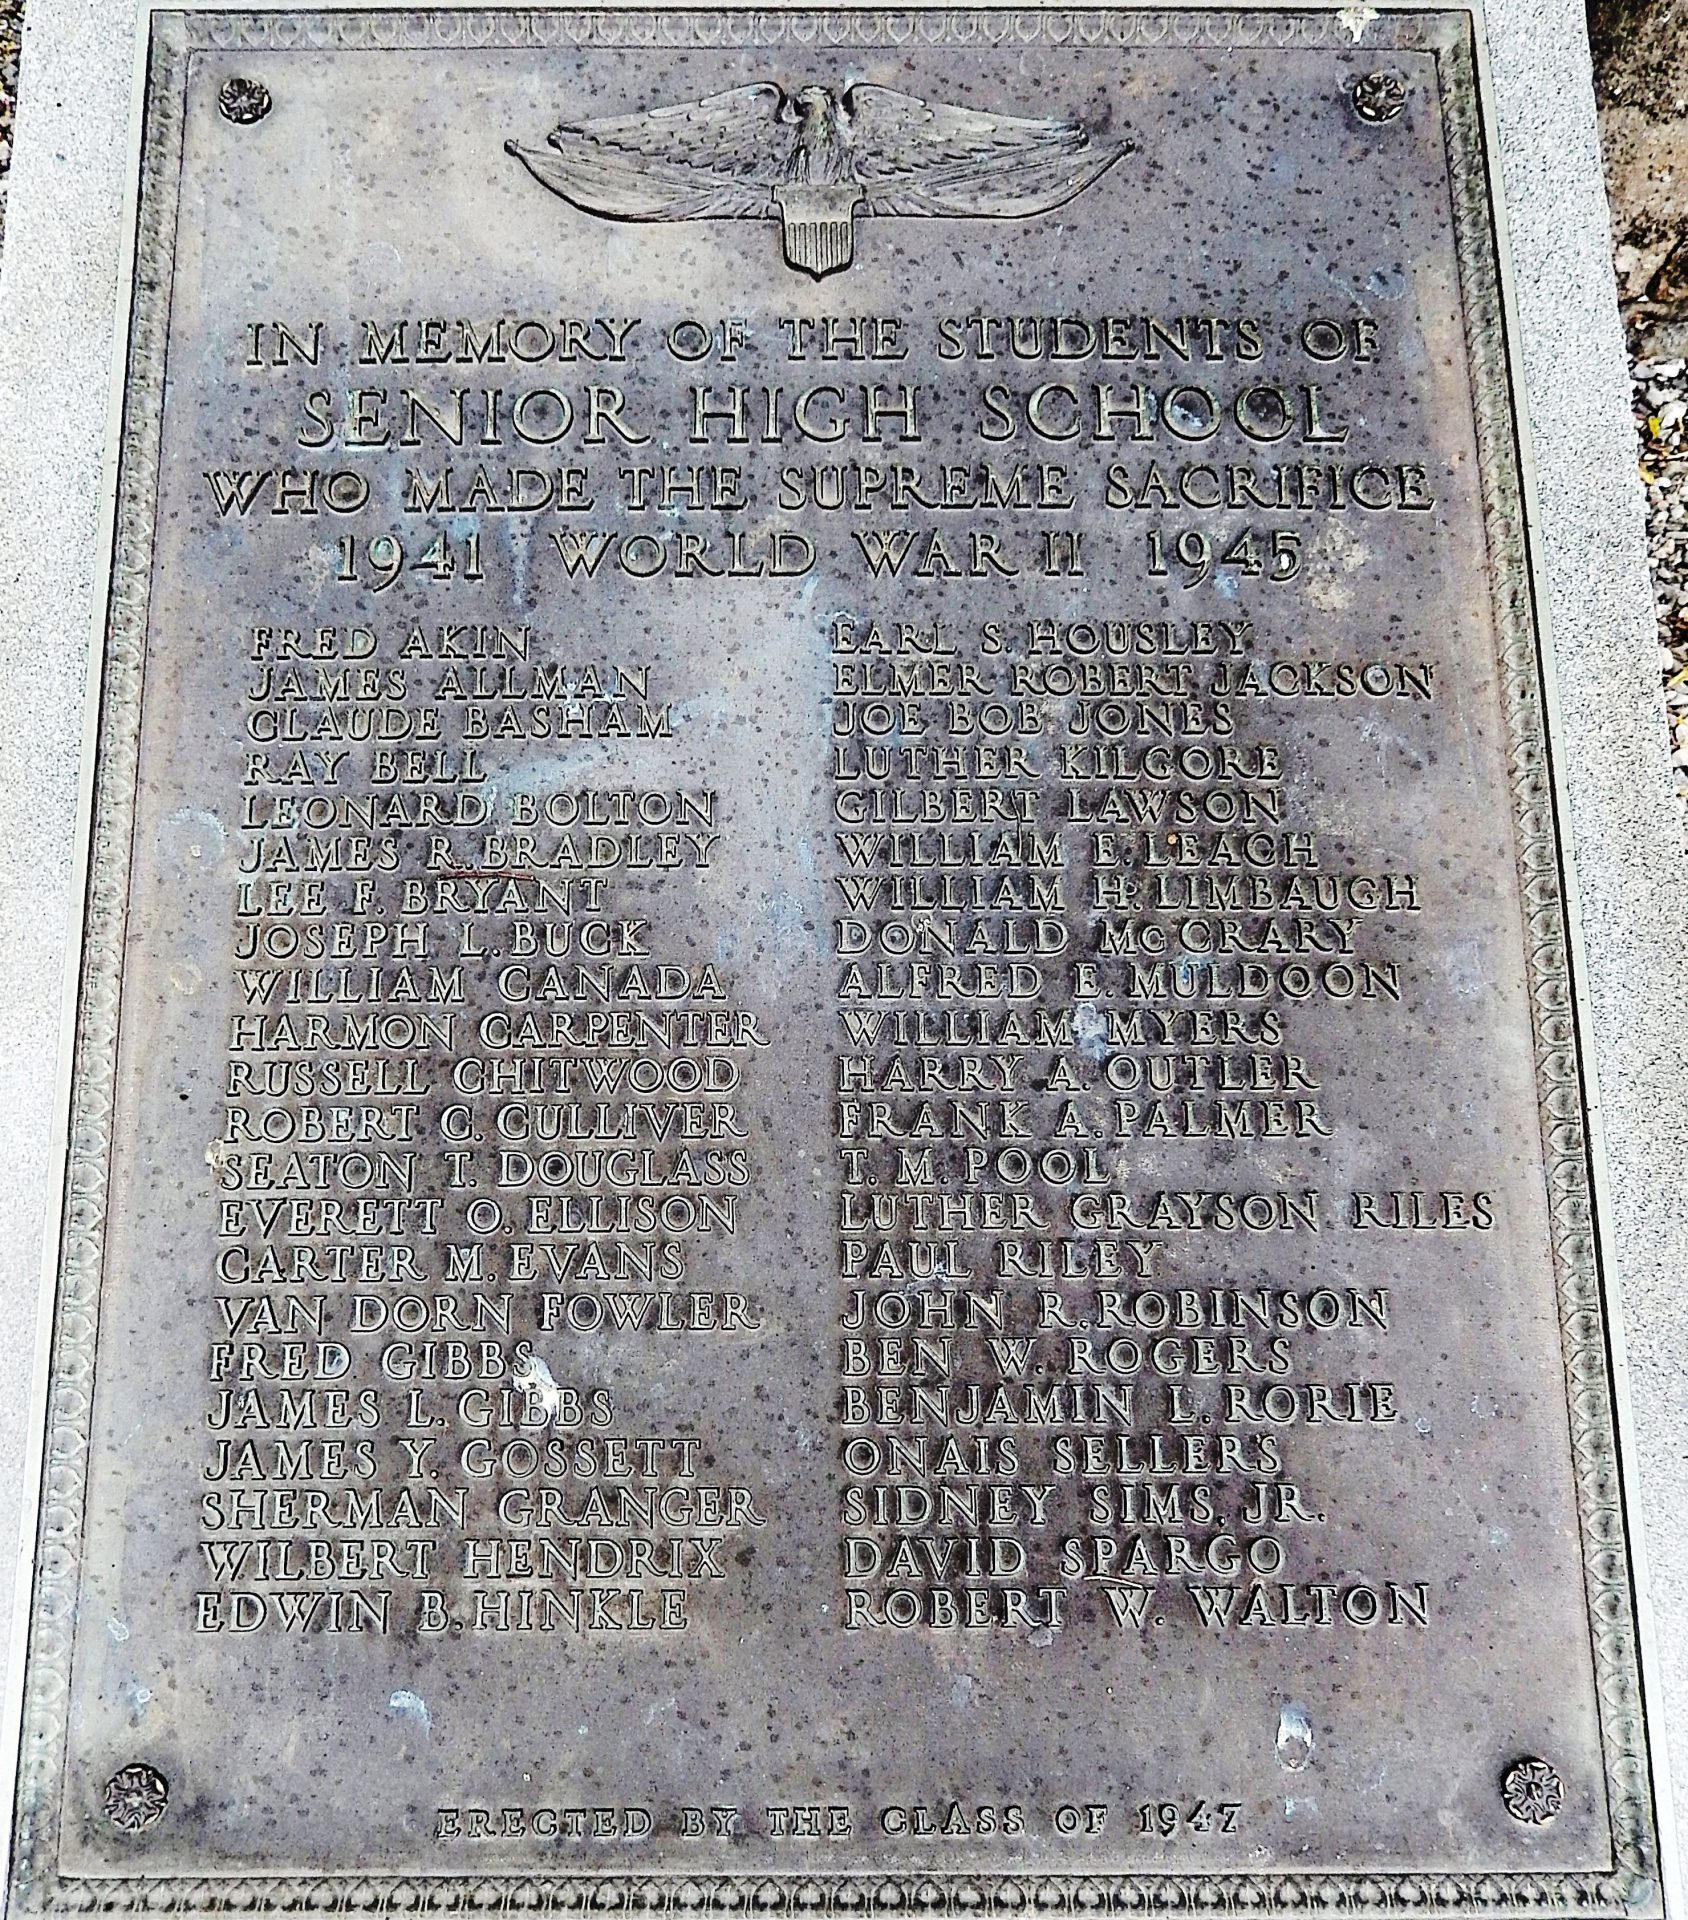 IN MEMORY OF THE STUDENTS OF
SENIOR HIGH SCHOOL
WHO MADE THE SUPREME SACRIFICE
1941 WORLD WAR II 1945
FRED AKIN
JAMES ALLMAN
CLAUDE BASHAM
RAY BELL
LEONARD BOLTON
JAMES R. BRADLEY
LEE F. BRYANT
JOSEPH L. BUCK
WILLIAM CANADA
HARMON CARPENTER
RUSSELL CHITWOOD
ROBERT C. CULLIVER
SEATON T. DOUGLASS
EVERETT O. ELLISON
CARTER M. EVANS
VAN DORN FOWLER
FRED GIBBS
JAMES L. GIBBS
JAMES Y. GOSSETT
SHERMAN GRANGER
WILBERT HENDRIX
EDWIN B. HINKLE
EARL S. HOUSLEY
ELMER ROBERT JACKSON
JOE BOB JONES
LUTHER KILGORE
GILBERT LAWSON
WILLIAM E. LEACH
WILLIAM H. LIMBAUGH
DONALD McCRARY
ALFRED E. MULDOON
WILLIAM MYERS
HARRY A. OUTLER
FRANK A. PALMER
T. M. POOL
LUTHER GRAYSON RILES
PAUL RILEY
JOHN R. ROBINSON
BEN W. ROGERS
BENJAMIN L. RORIE
ONAIS SELLERS
SIDNEY SIMS, JR.
DAVID SPARGO
ROBERT W. WALTON
ERECTED BY THE CLASS OF 1947